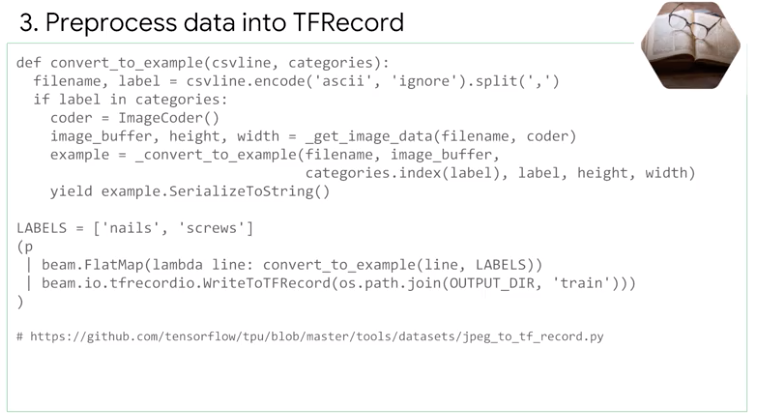 3. Preprocess data into TFRecord
def convert_to_example(csvline, categories):
  filename, label = csvline.encode('ascii', 'ignore').split(',')
  if label in categories:
    coder = ImageCoder()
    image_buffer, height, width = _get_image_data(filename, coder)
    example = _convert_to_example(filename, image_buffer,
                                  categories.index(label), label, height, width)
    yield example.SerializeToString()

LABELS = ['nails', 'screws']
(p
 | beam.FlatMap(lambda line: convert_to_example(line, LABELS))
 | beam.io.tfrecordio.WriteToTFRecord(os.path.join(OUTPUT_DIR, 'train')))
)

# https://github.com/tensorflow/tpu/blob/master/tools/datasets/jpeg_to_tf_record.py